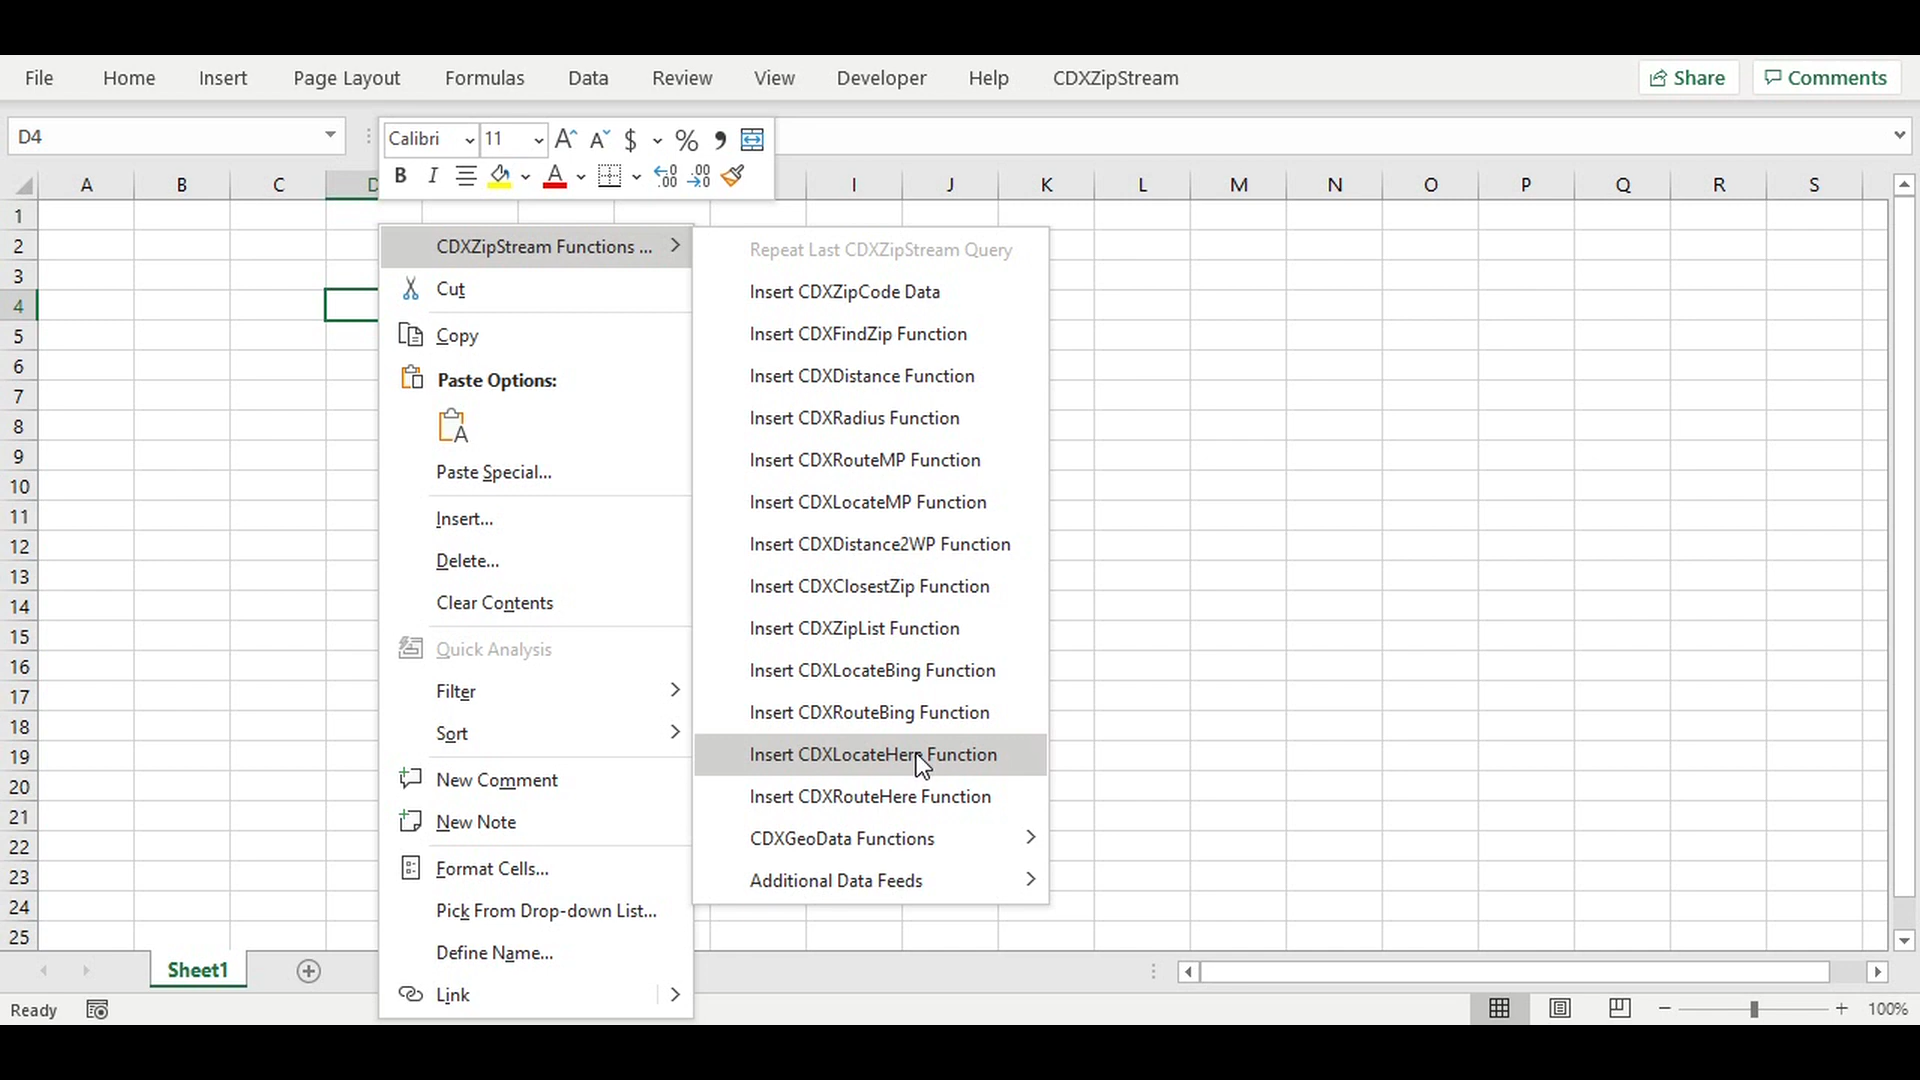 File Home Insert Page Layout Formulas Data Review View Developer Help CDXZipStream Share Comments
D4
Calibri 11 A A $ % ,
B I A .00 .00
A B C D I J K L M N O P Q R S
1
2
3
4
5
6
7
8
9
10
11
12
13
14
15
16
17
18
19
20
21
22
23
24
25
CDXZipStream Functions ...
Cut
Copy
Paste Options:
A
Paste Special...
Insert...
Delete...
Clear Contents
Quick Analysis
Filter
Sort
New Comment
New Note
Format Cells...
Pick From Drop-down List...
Define Name...
Link
Repeat Last CDXZipStream Query
Insert CDXZipCode Data
Insert CDXFindZip Function
Insert CDXDistance Function
Insert CDXRadius Function
Insert CDXRouteMP Function
Insert CDXLocateMP Function
Insert CDXDistance2WP Function
Insert CDXClosestZip Function
Insert CDXZipList Function
Insert CDXLocateBing Function
Insert CDXRouteBing Function
Insert CDXLocateHere Function
Insert CDXRouteHere Function
CDXGeoData Functions
Additional Data Feeds
Sheet1
Ready 100%